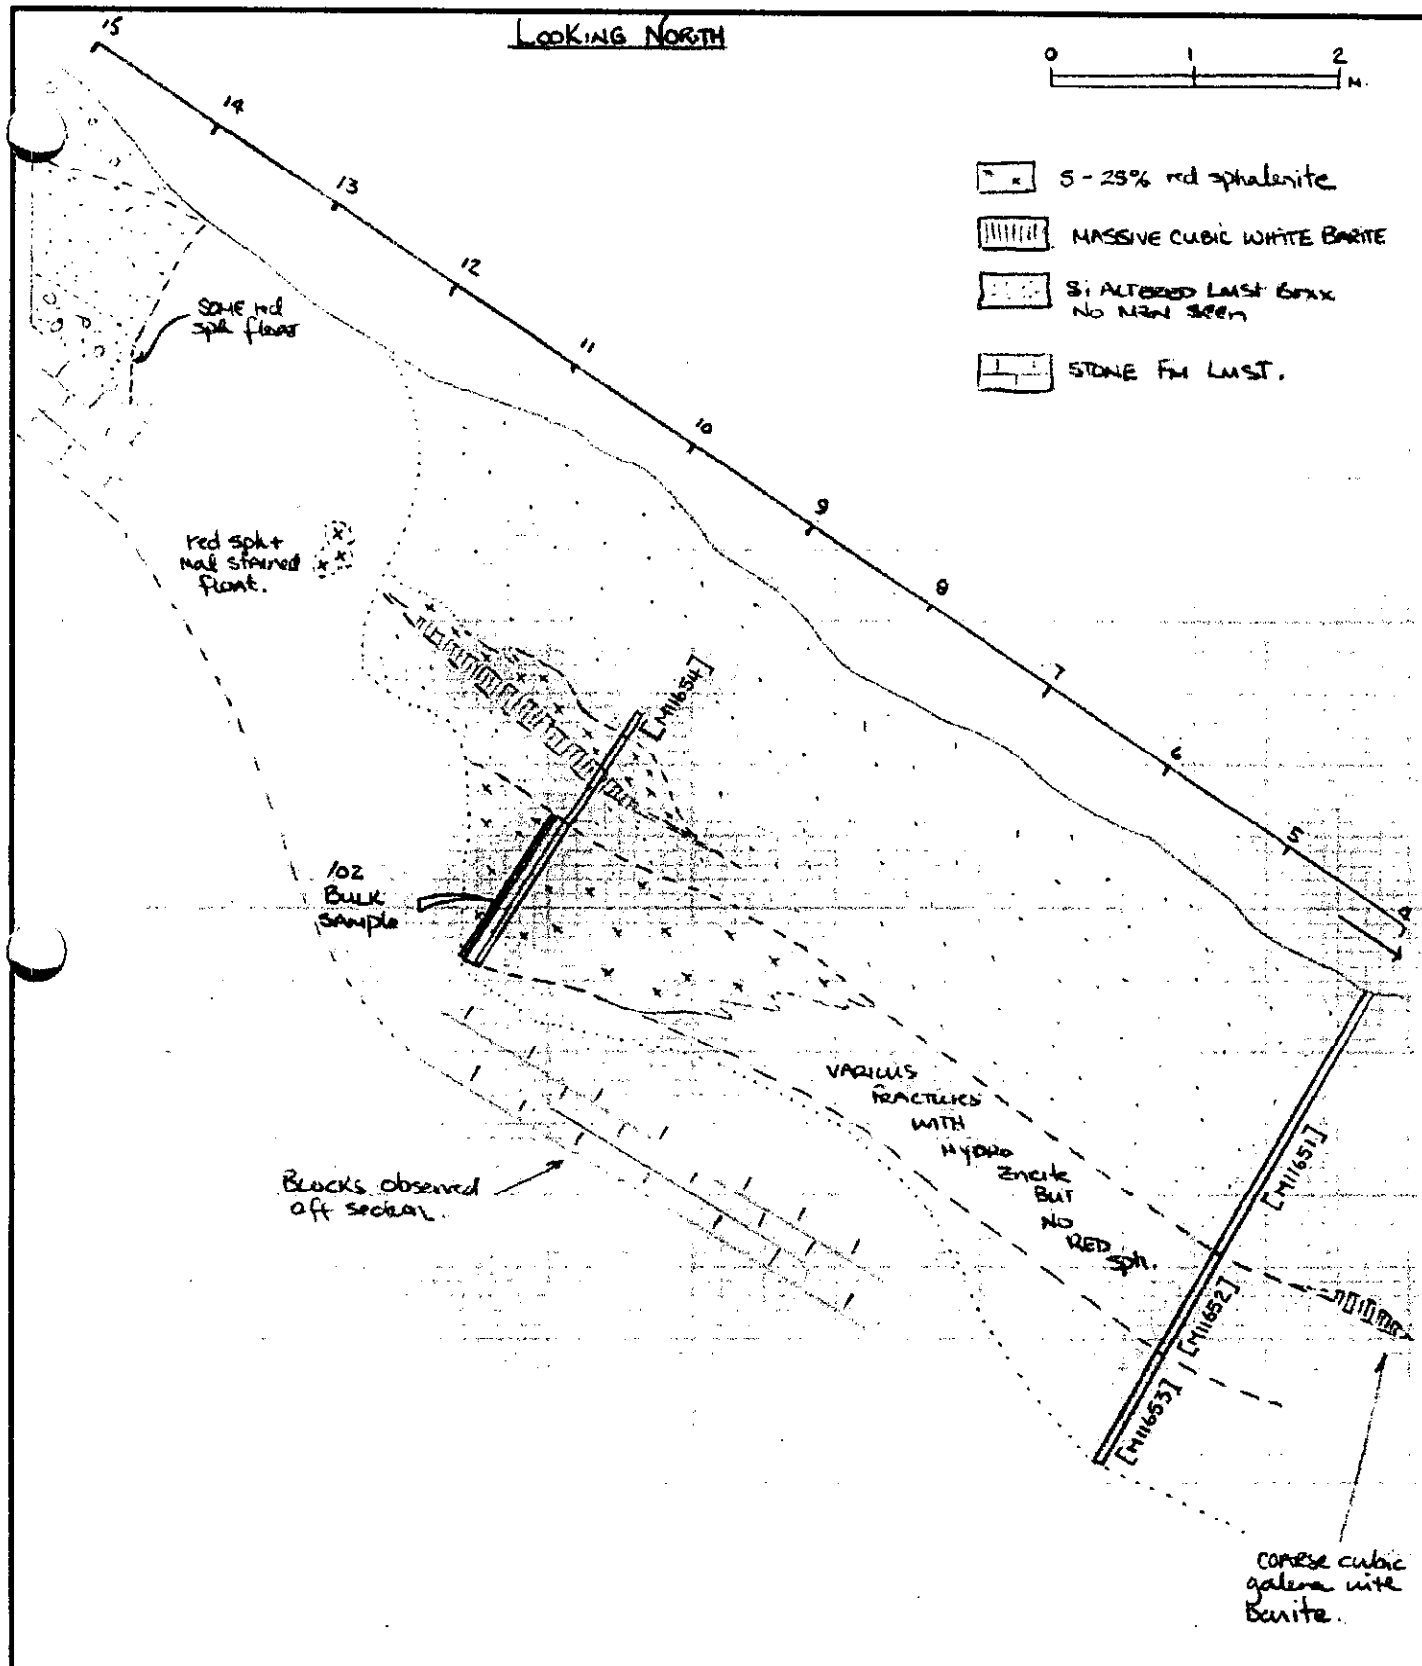 LOOKING NORTH
0 1 2
M.
5 - 25% red sphalerite
MASSIVE CUBIC WHITE BARITE
Si ALTERED LMST BRXX
NO MZN SEEN
STONE FM LMST.
15
14
13
12
11
10
9
8
7
6
5
4
SOME red
sph float
red sph +
mal stained
float.
[M11654]
102
BULK
SAMPLE
BLOCKS observed
off section.
VARIOUS
FRACTURES
WITH
HYDRO
Zincite
BUT
NO
RED
sph.
[M11651]
[M11652]
[M11653]
COARSE cubic
galena with
Barite.